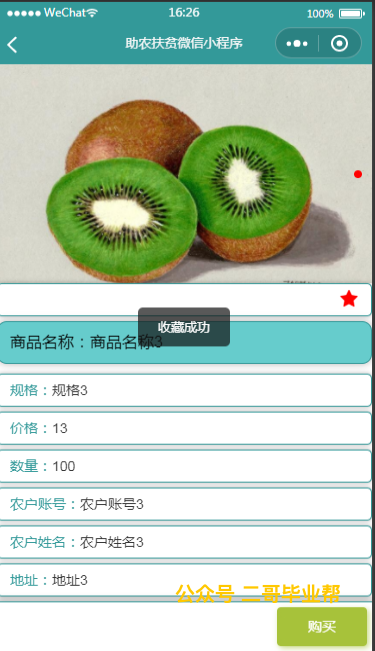 WeChat 16:26 100%
助农扶贫微信小程序
收藏成功
商品名称：商品名称3
规格：规格3
价格：13
数量：100
农户账号：农户账号3
农户姓名：农户姓名3
地址：地址3
公众号 二哥毕业帮
购买